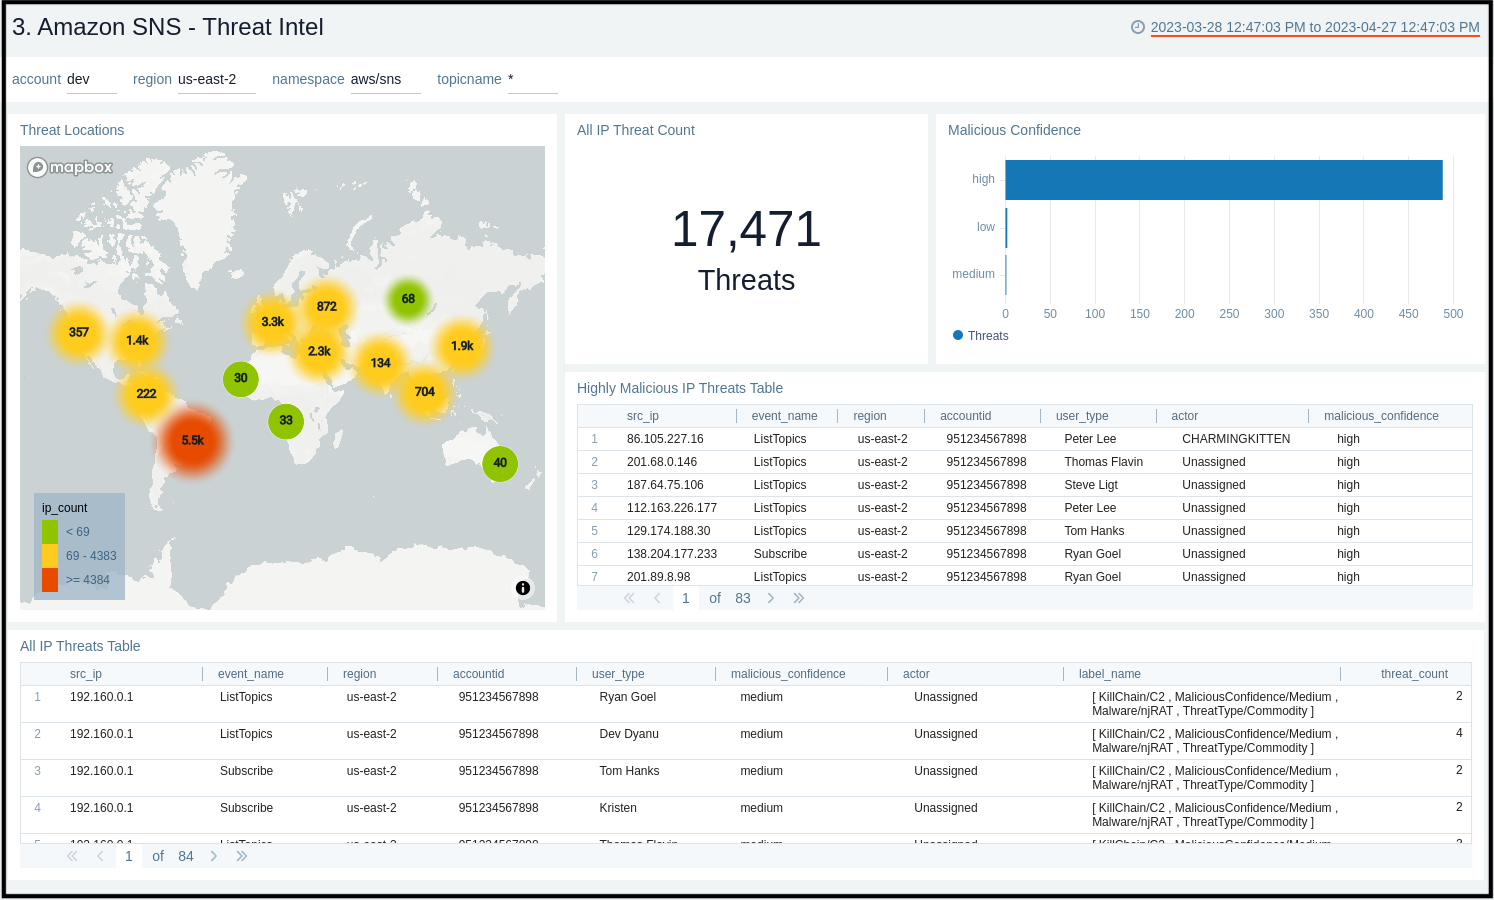 3. Amazon SNS - Threat Intel
2023-03-28 12:47:03 PM to 2023-04-27 12:47:03 PM
account dev region us-east-2 namespace aws/sns topicname *
Threat Locations
mapbox
872
68
3.3k
357
1.4k
1.9k
2.3k
134
30
222
704
33
5.5k
40
ip_count
< 69
69 - 4383
>= 4384
All IP Threat Count
17,471
Threats
Malicious Confidence
high
low
medium
0 50 100 150 200 250 300 350 400 450 500
Threats
Highly Malicious IP Threats Table
src_ip event_name region accountid user_type actor malicious_confidence
1 86.105.227.16 ListTopics us-east-2 951234567898 Peter Lee CHARMINGKITTEN high
2 201.68.0.146 ListTopics us-east-2 951234567898 Thomas Flavin Unassigned high
3 187.64.75.106 ListTopics us-east-2 951234567898 Steve Ligt Unassigned high
4 112.163.226.177 ListTopics us-east-2 951234567898 Peter Lee Unassigned high
5 129.174.188.30 ListTopics us-east-2 951234567898 Tom Hanks Unassigned high
6 138.204.177.233 Subscribe us-east-2 951234567898 Ryan Goel Unassigned high
7 201.89.8.98 ListTopics us-east-2 951234567898 Ryan Goel Unassigned high
1 of 83
All IP Threats Table
src_ip event_name region accountid user_type malicious_confidence actor label_name threat_count
1 192.160.0.1 ListTopics us-east-2 951234567898 Ryan Goel medium Unassigned [ KillChain/C2 , MaliciousConfidence/Medium , 2
Malware/njRAT , ThreatType/Commodity ]
2 192.160.0.1 ListTopics us-east-2 951234567898 Dev Dyanu medium Unassigned [ KillChain/C2 , MaliciousConfidence/Medium , 4
Malware/njRAT , ThreatType/Commodity ]
3 192.160.0.1 Subscribe us-east-2 951234567898 Tom Hanks medium Unassigned [ KillChain/C2 , MaliciousConfidence/Medium , 2
Malware/njRAT , ThreatType/Commodity ]
4 192.160.0.1 Subscribe us-east-2 951234567898 Kristen medium Unassigned [ KillChain/C2 , MaliciousConfidence/Medium , 2
Malware/njRAT , ThreatType/Commodity ]
1 of 84